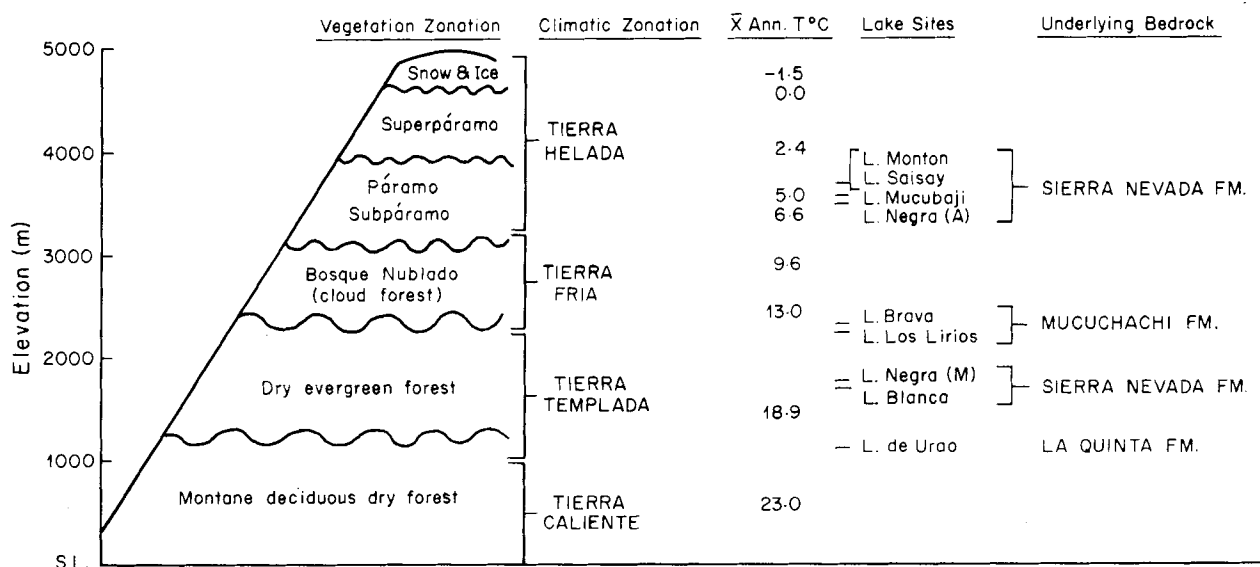 Vegetation Zonation Climatic Zonation X̄ Ann. T°C Lake Sites Underlying Bedrock
5000
Snow & Ice -1·5
0·0
Superpáramo TIERRA
4000 HELADA 2·4 L. Monton
Páramo L. Saisay
5·0 L. Mucubaji SIERRA NEVADA FM.
Subpáramo 6·6 L. Negra (A)
3000
Bosque Nublado TIERRA 9·6
(cloud forest) FRIA
13·0 L. Brava
L. Los Lirios MUCUCHACHI FM.
2000
Dry evergreen forest TIERRA L. Negra (M) SIERRA NEVADA FM.
TEMPLADA L. Blanca
18·9
1000 L. de Urao LA QUINTA FM.
Montane deciduous dry forest TIERRA 23·0
CALIENTE
S.L.
Elevation (m)